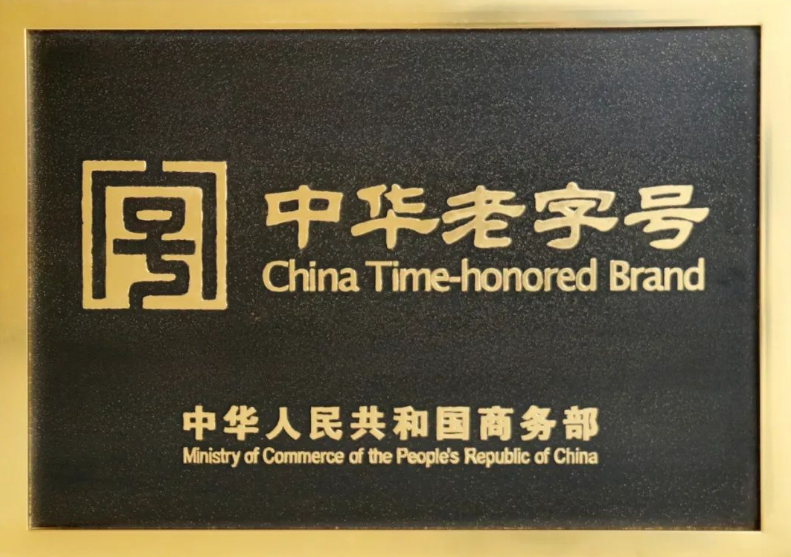 中华老字号
China Time-honored Brand
中华人民共和国商务部
Ministry of Commerce of the People's Republic of China